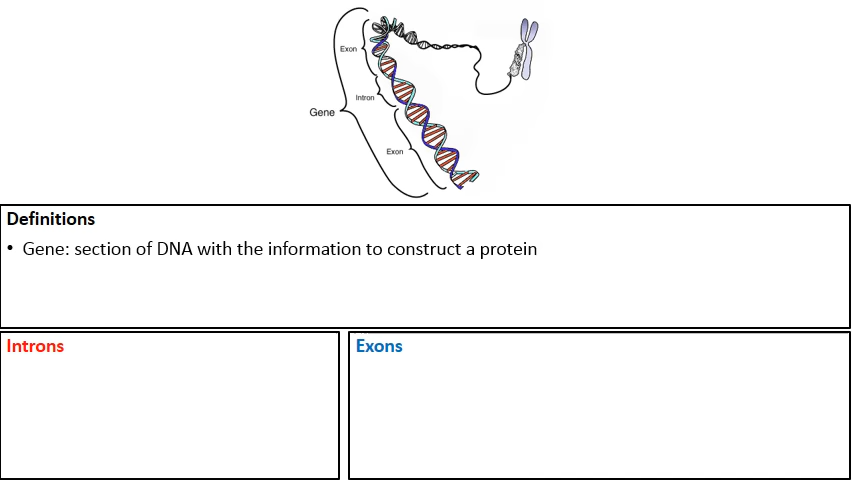 Exon
Intron
Gene
Exon
Definitions
• Gene: section of DNA with the information to construct a protein
Introns
Exons